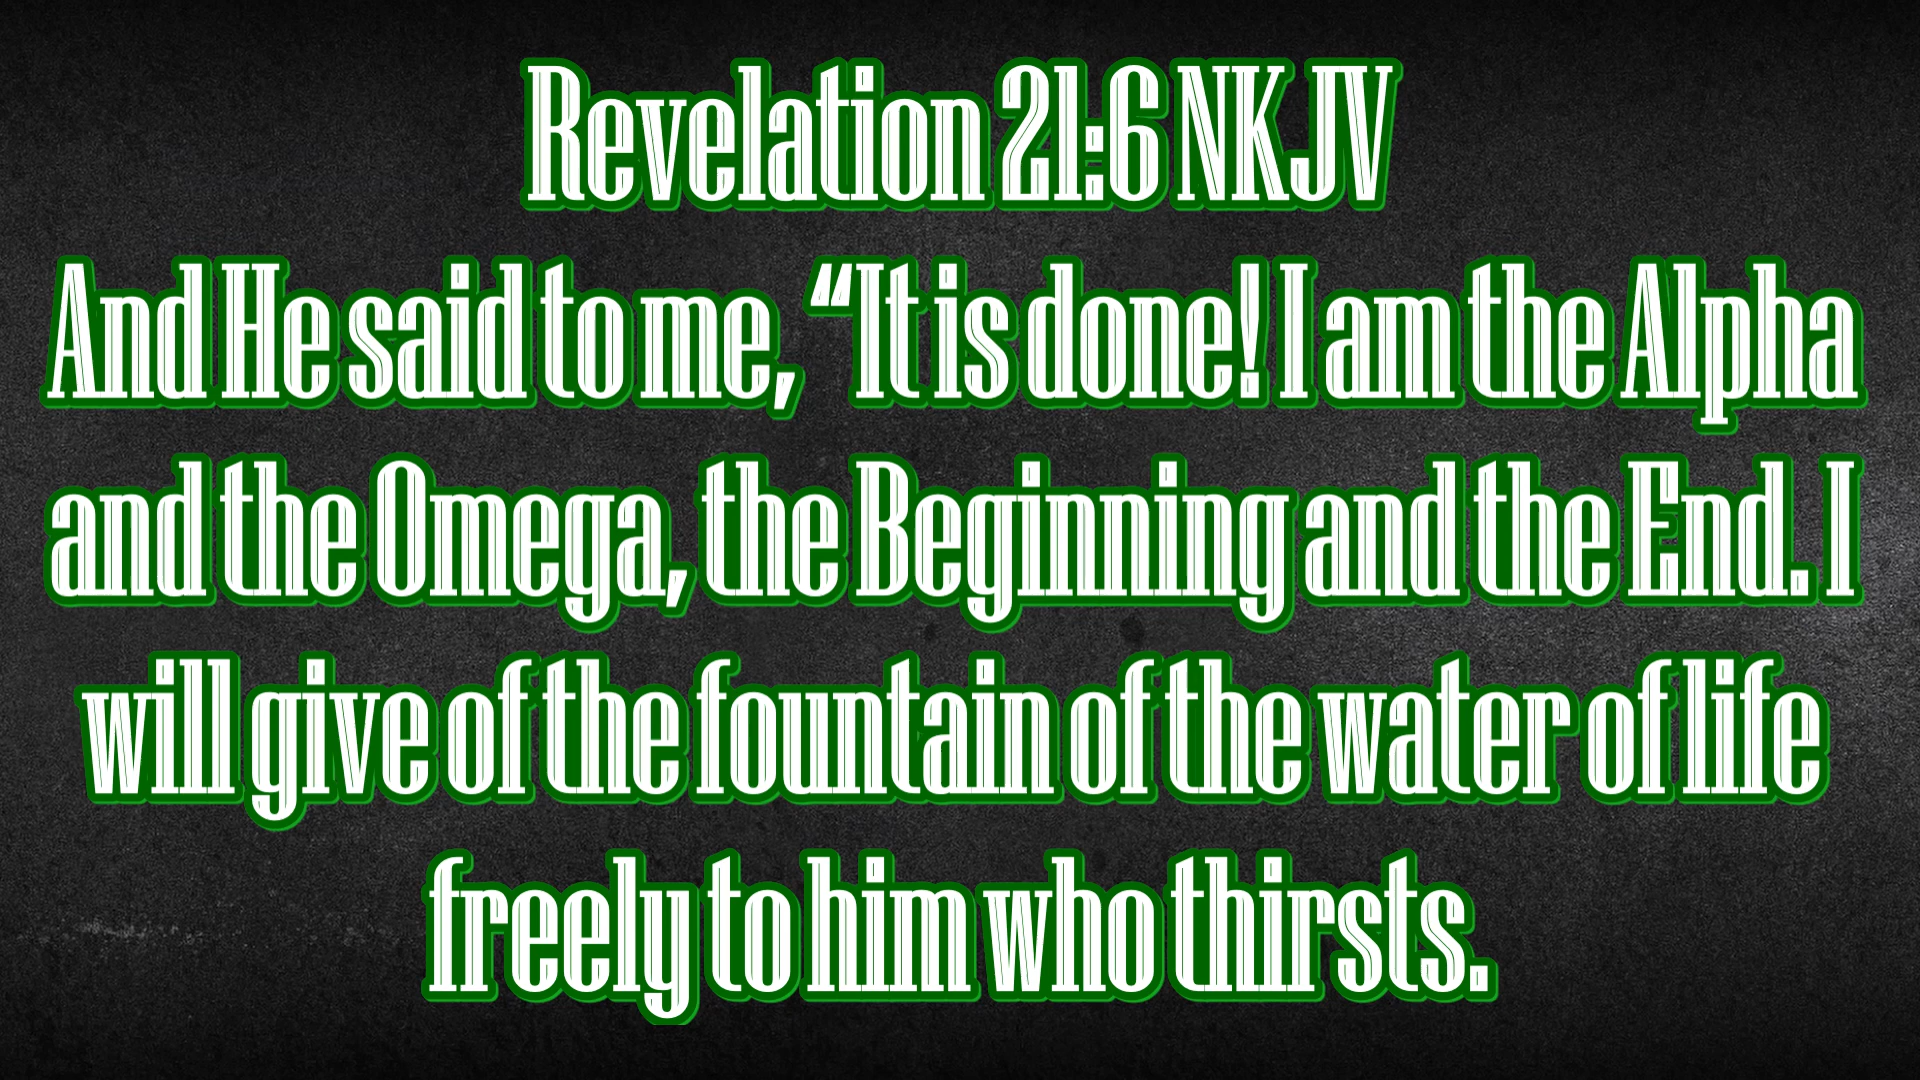 Revelation 21:6 NKJV
And He said to me, “It is done! I am the Alpha
and the Omega, the Beginning and the End. I
will give of the fountain of the water of life
freely to him who thirsts.